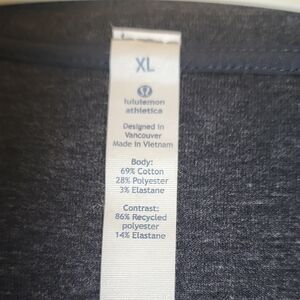 XL
lululemon
athletica
Designed in
Vancouver
Made in Vietnam
Body:
69% Cotton
28% Polyester
3% Elastane
Contrast:
86% Recycled
polyester
14% Elastane